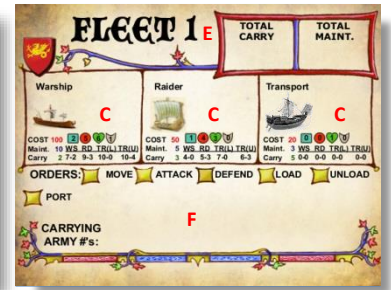 FLEET 1 E
TOTAL CARRY
TOTAL MAINT.
Warship
C
COST 100
Maint. 10 WS RD TR(L) TR(U)
Carry 2 7-2 9-3 10-0 10-4
Raider
C
COST 50
Maint. 5 WS RD TR(L) TR(U)
Carry 3 4-0 5-3 7-0 6-3
Transport
C
COST 20
Maint. 3 WS RD TR(L) TR(U)
Carry 5 0-0 0-0 0-0 0-0
ORDERS: MOVE ATTACK DEFEND LOAD UNLOAD
PORT
F
CARRYING
ARMY #'s: